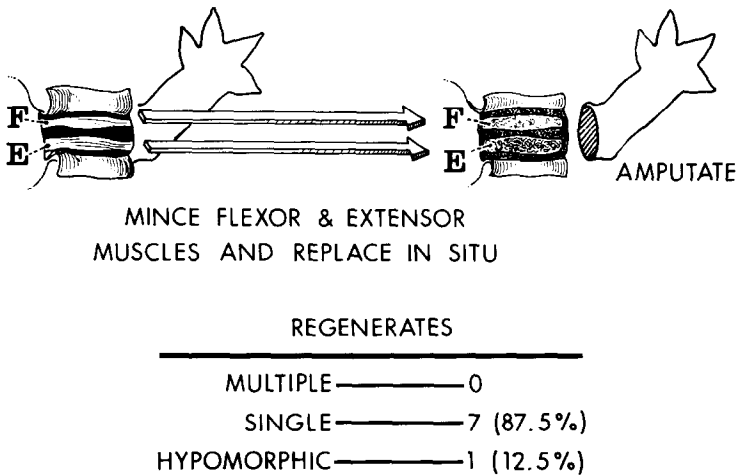 F
E
F
E
AMPUTATE
MINCE FLEXOR & EXTENSOR
MUSCLES AND REPLACE IN SITU
REGENERATES
MULTIPLE 0
SINGLE 7 (87.5%)
HYPOMORPHIC 1 (12.5%)